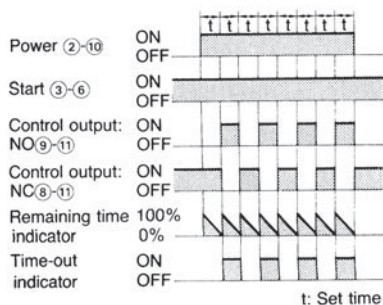 t t t t t t t
Power ②-⑩ ON
OFF
Start ③-⑥ ON
OFF
Control output: ON
NO⑨-⑪ OFF
Control output: ON
NC⑧-⑪ OFF
Remaining time 100%
indicator 0%
Time-out ON
indicator OFF
t: Set time